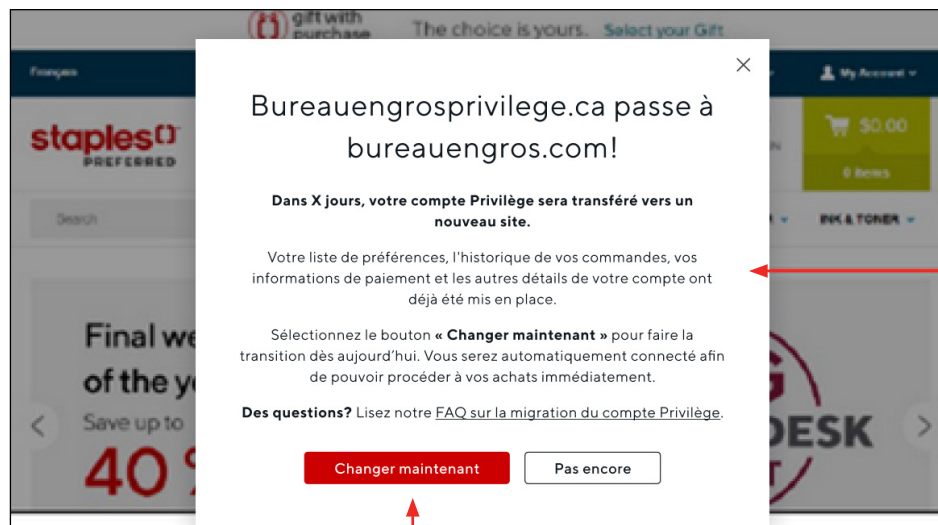 gift with
purchase
The choice is yours. Select your Gift
Français
My Account
staples
PREFERRED
$0.00
0 Items
Search
INK & TONER
Bureauengrosprivilege.ca passe à
bureauengros.com!
Dans X jours, votre compte Privilège sera transféré vers un
nouveau site.
Votre liste de préférences, l'historique de vos commandes, vos
informations de paiement et les autres détails de votre compte ont
déjà été mis en place.
Sélectionnez le bouton « Changer maintenant » pour faire la
transition dès aujourd'hui. Vous serez automatiquement connecté afin
de pouvoir procéder à vos achats immédiatement.
Des questions? Lisez notre FAQ sur la migration du compte Privilège.
Changer maintenant
Pas encore
Final we
of the y
Save up to
40
DESK